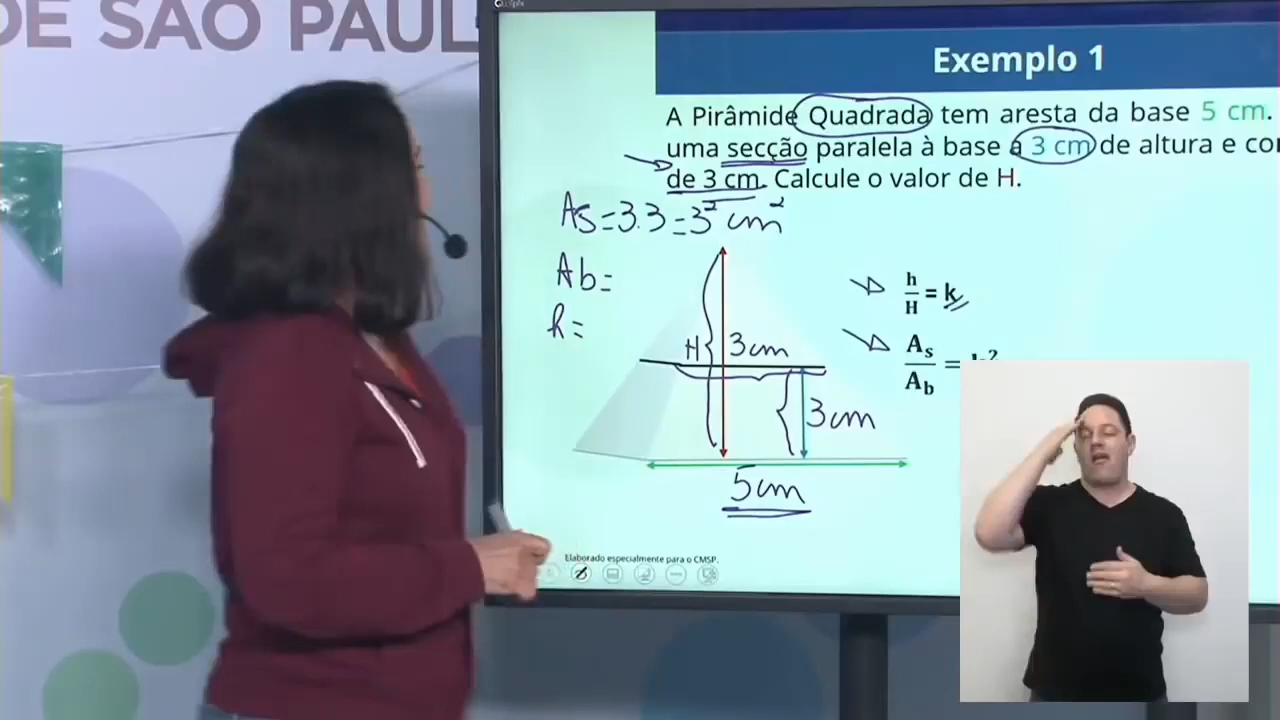 DE SÃO PAUL
Exemplo 1
A Pirâmide Quadrada tem aresta da base 5 cm.
uma secção paralela à base á 3 cm de altura e co
de 3 cm. Calcule o valor de H.
As=3.3=3² cm²
Ab=
h=
H
3cm
3cm
5cm
h/H = k
As/Ab = k²
Elaborado especialmente para o CMSP.